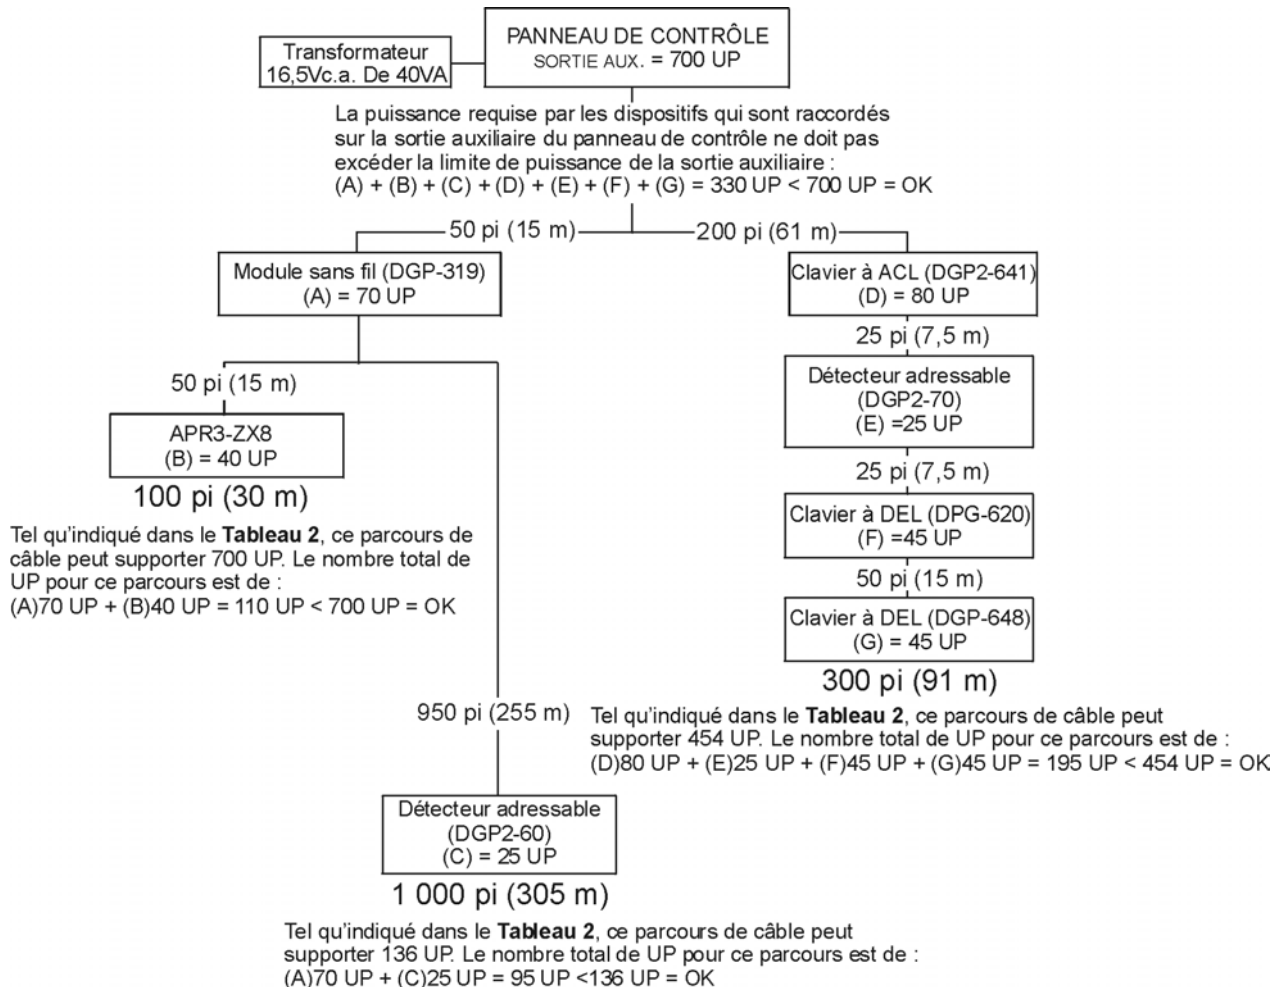 PANNEAU DE CONTRÔLE
SORTIE AUX. = 700 UP
Transformateur
16,5Vc.a. De 40VA
La puissance requise par les dispositifs qui sont raccordés
sur la sortie auxiliaire du panneau de contrôle ne doit pas
excéder la limite de puissance de la sortie auxiliaire :
(A) + (B) + (C) + (D) + (E) + (F) + (G) = 330 UP < 700 UP = OK
50 pi (15 m)
200 pi (61 m)
Module sans fil (DGP-319)
(A) = 70 UP
50 pi (15 m)
APR3-ZX8
(B) = 40 UP
100 pi (30 m)
Tel qu'indiqué dans le Tableau 2, ce parcours de
câble peut supporter 700 UP. Le nombre total de
UP pour ce parcours est de :
(A)70 UP + (B)40 UP = 110 UP < 700 UP = OK
Clavier à ACL (DGP2-641)
(D) = 80 UP
25 pi (7,5 m)
Détecteur adressable
(DGP2-70)
(E) =25 UP
25 pi (7,5 m)
Clavier à DEL (DPG-620)
(F) =45 UP
50 pi (15 m)
Clavier à DEL (DGP-648)
(G) = 45 UP
300 pi (91 m)
Tel qu'indiqué dans le Tableau 2, ce parcours de câble peut
supporter 454 UP. Le nombre total de UP pour ce parcours est de :
(D)80 UP + (E)25 UP + (F)45 UP + (G)45 UP = 195 UP < 454 UP = OK
950 pi (255 m)
Détecteur adressable
(DGP2-60)
(C) = 25 UP
1 000 pi (305 m)
Tel qu'indiqué dans le Tableau 2, ce parcours de câble peut
supporter 136 UP. Le nombre total de UP pour ce parcours est de :
(A)70 UP + (C)25 UP = 95 UP <136 UP = OK